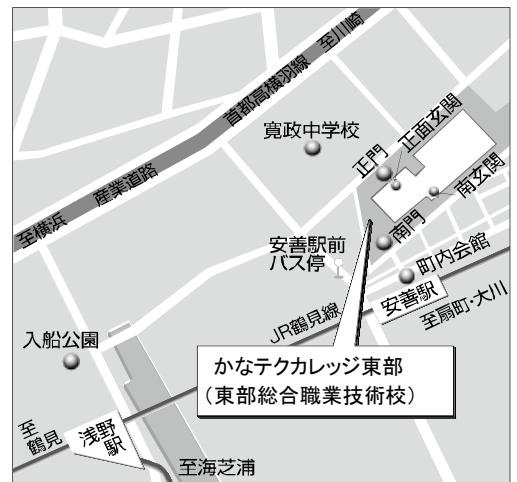 至川崎
首都高横羽線
産業道路
至横浜
寛政中学校
正門
正面玄関
南玄関
南門
安善駅前
バス停
町内会館
安善駅
至扇町・大川
JR鶴見線
入船公園
かなテクカレッジ東部
（東部総合職業技術校）
至
鶴見
浅野
駅
至海芝浦